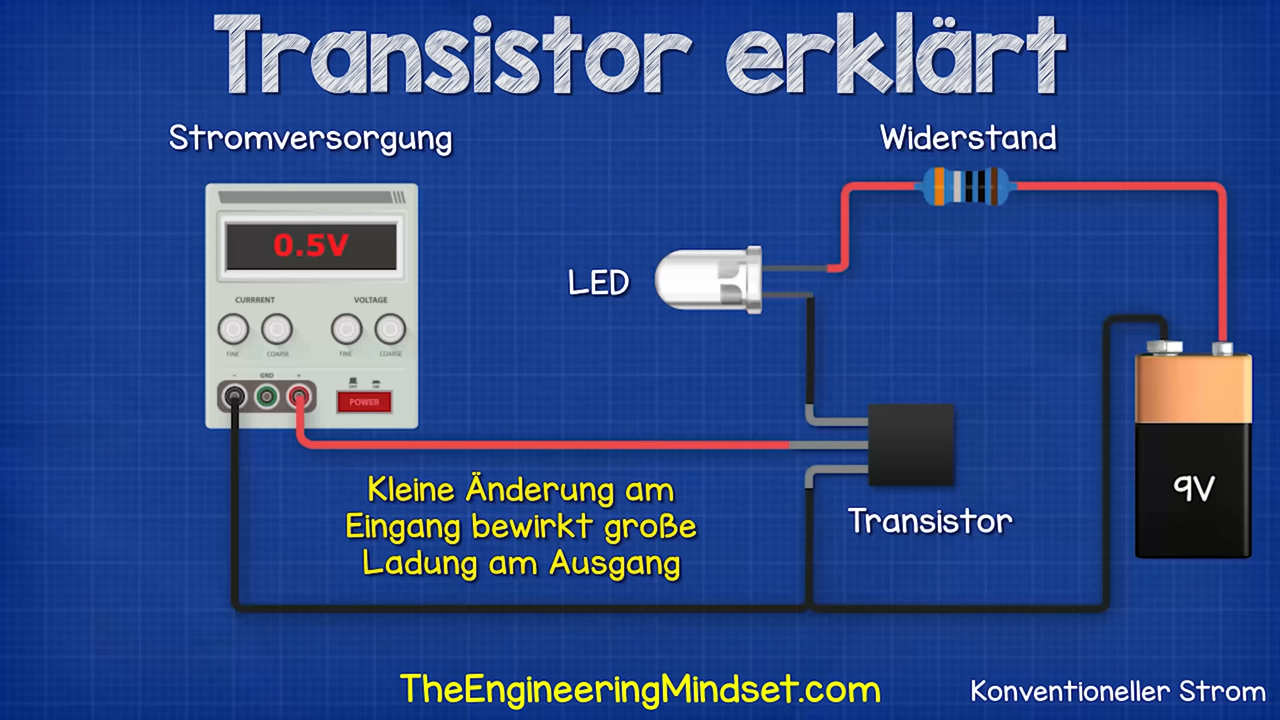 Transistor erklärt
Stromversorgung
Widerstand
0.5V
CURRRENT
VOLTAGE
FINE
COARSE
FINE
COARSE
LED
- GND +
OFF
ON
POWER
9V
Kleine Änderung am
Eingang bewirkt große
Ladung am Ausgang
Transistor
TheEngineeringMindset.com
Konventioneller Strom